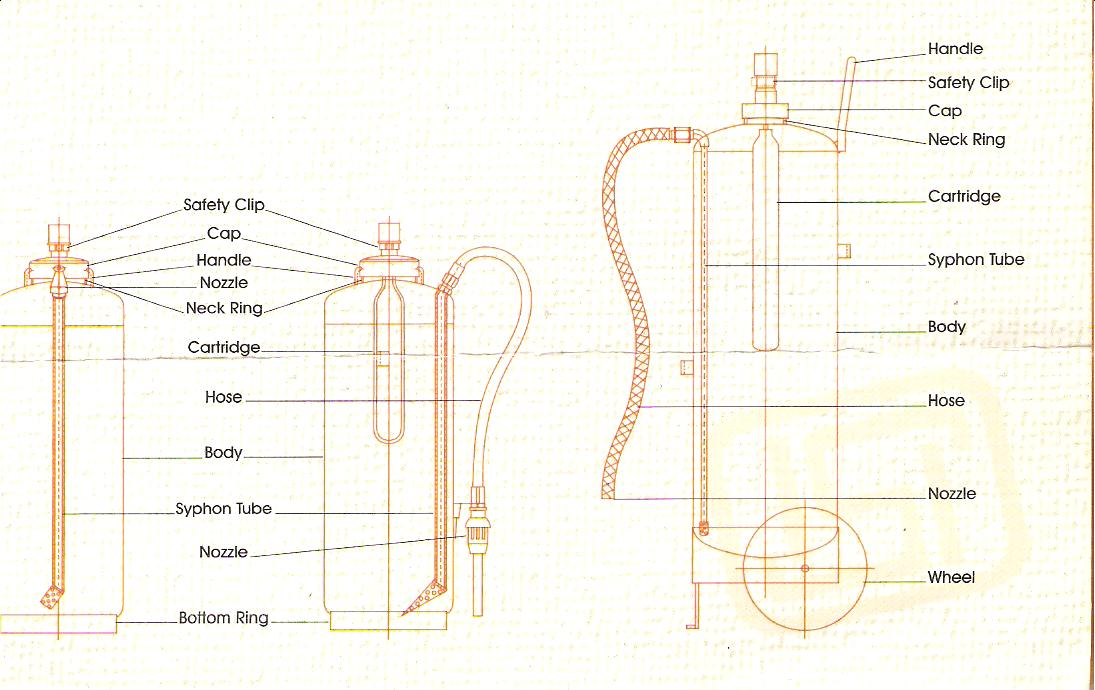 Safety Clip
Cap
Handle
Nozzle
Neck Ring
Cartridge
Hose
Body
Syphon Tube
Nozzle
Bottom Ring
Handle
Safety Clip
Cap
Neck Ring
Cartridge
Syphon Tube
Body
Hose
Nozzle
Wheel